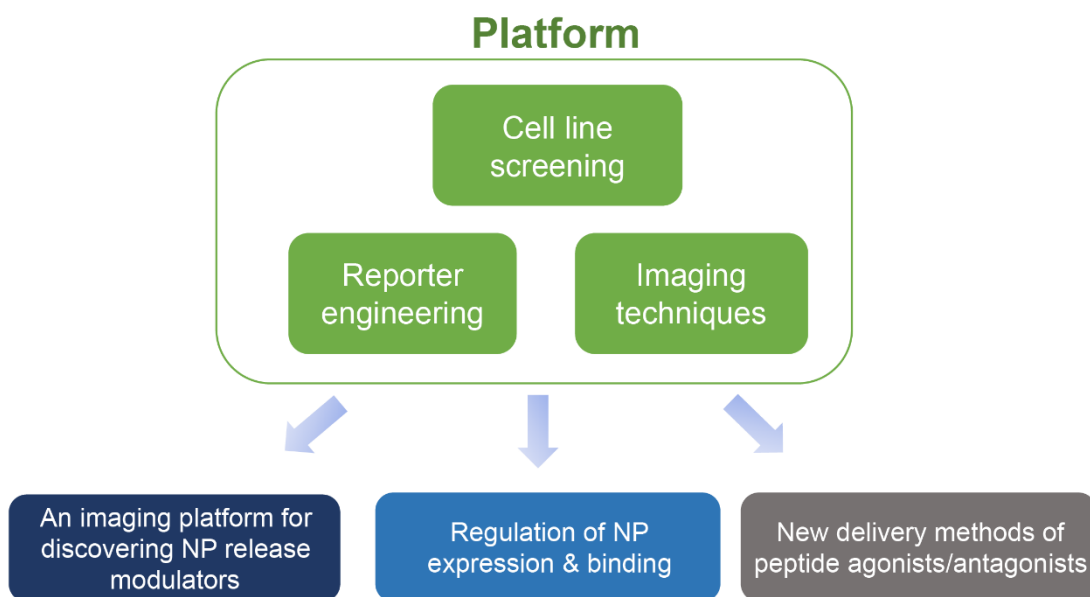 Platform
Cell line
screening
Reporter
engineering
Imaging
techniques
An imaging platform for
discovering NP release
modulators
Regulation of NP
expression & binding
New delivery methods of
peptide agonists/antagonists